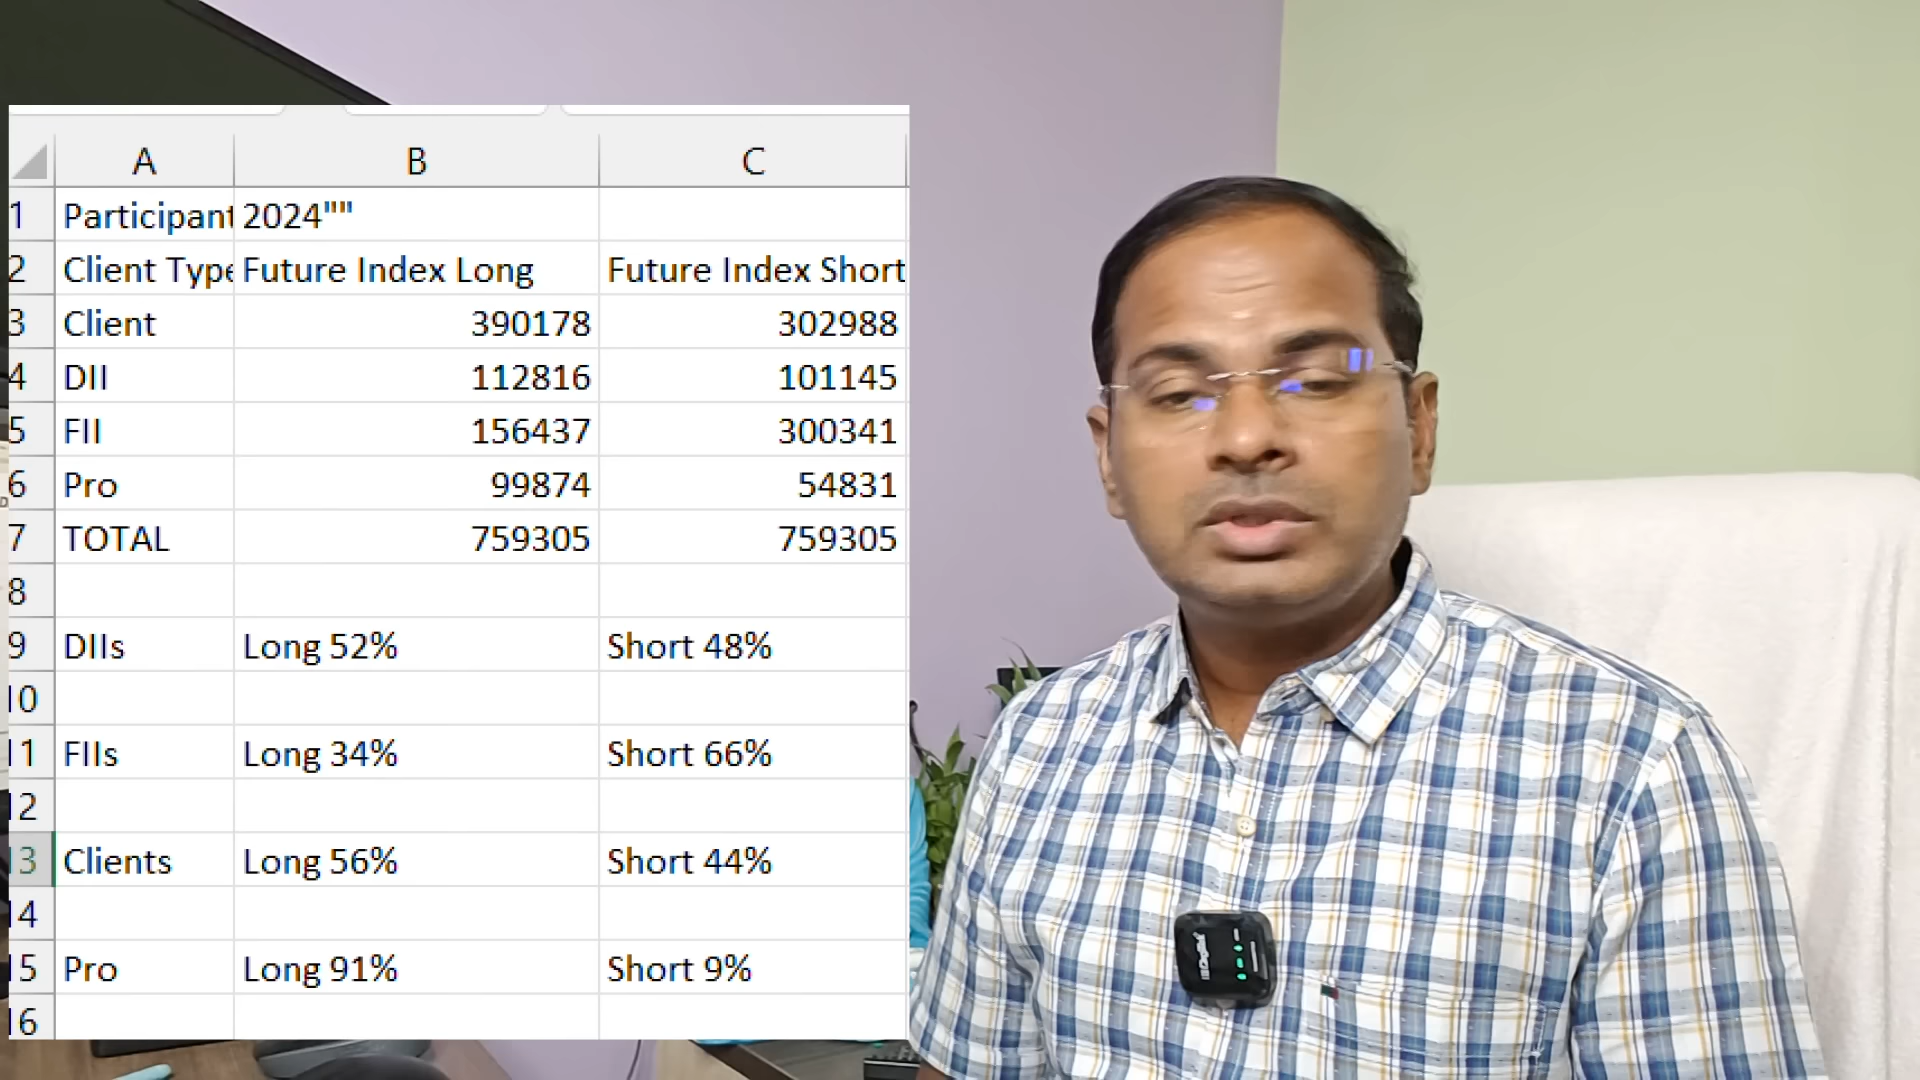 A B C
1 Participant 2024""
2 Client Type Future Index Long Future Index Short
3 Client 390178 302988
4 DII 112816 101145
5 FII 156437 300341
6 Pro 99874 54831
7 TOTAL 759305 759305
8
9 DIIs Long 52% Short 48%
10
11 FIIs Long 34% Short 66%
12
13 Clients Long 56% Short 44%
14
15 Pro Long 91% Short 9%
16